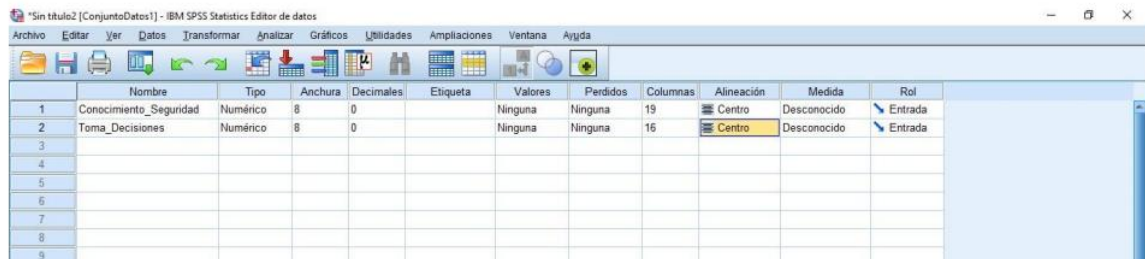 *Sin título2 [ConjuntoDatos1] - IBM SPSS Statistics Editor de datos
Archivo Editar Ver Datos Transformar Analizar Gráficos Utilidades Ampliaciones Ventana Ayuda
Nombre Tipo Anchura Decimales Etiqueta Valores Perdidos Columnas Alineación Medida Rol
1 Conocimiento_Seguridad Numérico 8 0 Ninguna Ninguna 19 Centro Desconocido Entrada
2 Toma_Decisiones Numérico 8 0 Ninguna Ninguna 16 Centro Desconocido Entrada
3
4
5
6
7
8
9